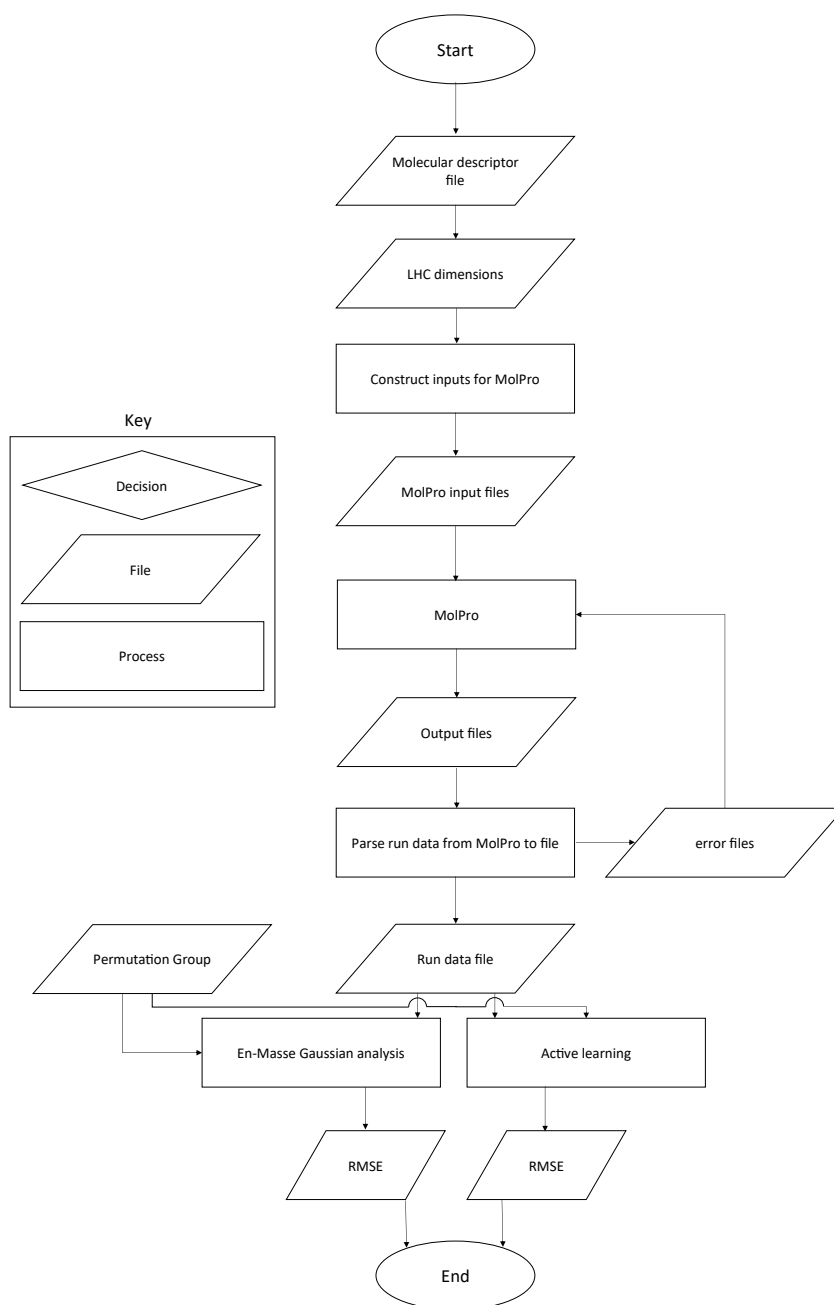 Start
Molecular descriptor
file
LHC dimensions
Construct inputs for MolPro
Key
Decision
MolPro input files
File
MolPro
Process
Output files
Parse run data from MolPro to file
error files
Permutation Group
Run data file
En-Masse Gaussian analysis
Active learning
RMSE
RMSE
End